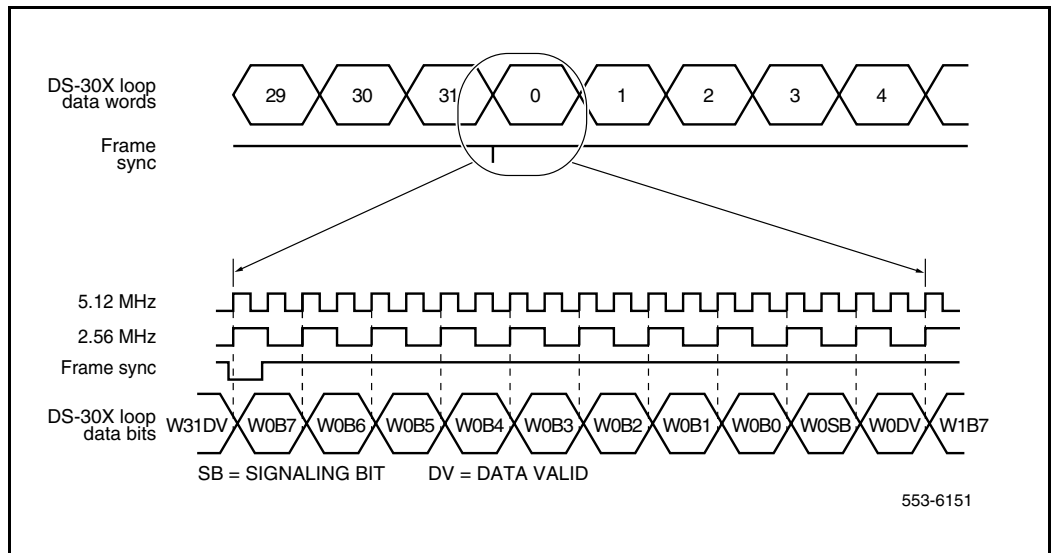 DS-30X loop
data words
29 30 31 0 1 2 3 4
Frame
sync
5.12 MHz
2.56 MHz
Frame sync
DS-30X loop
data bits
W31DV W0B7 W0B6 W0B5 W0B4 W0B3 W0B2 W0B1 W0B0 W0SB W0DV W1B7
SB = SIGNALING BIT DV = DATA VALID
553-6151